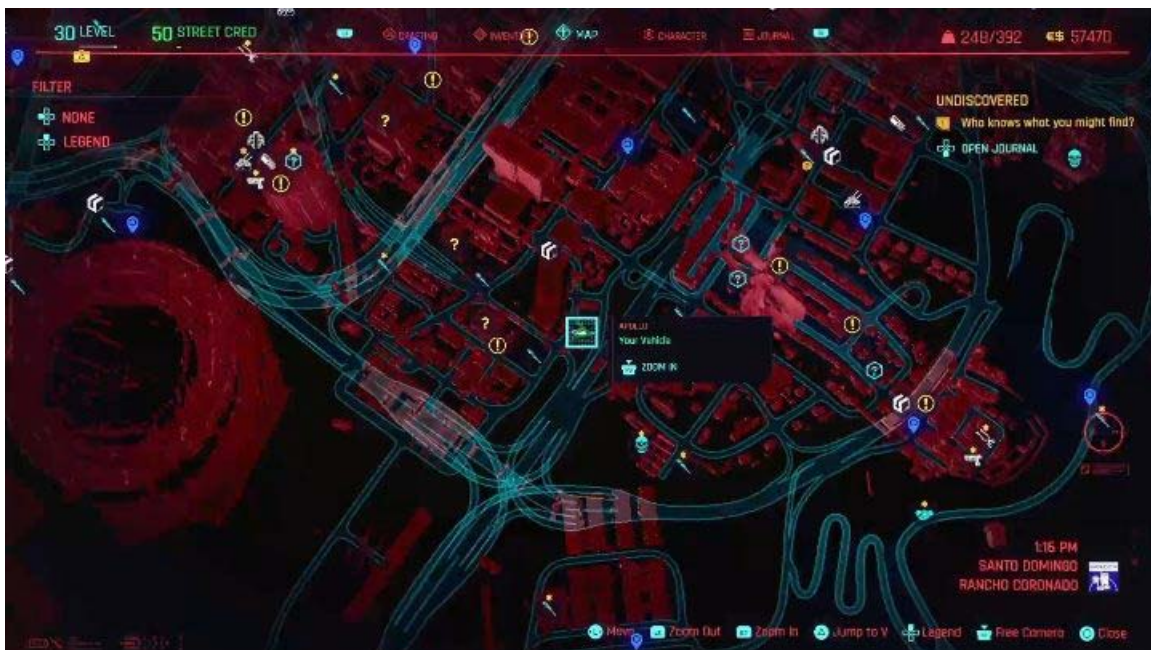 30 LEVEL
50 STREET CRED
CRAFTING
MAP
CHARACTER
JOURNAL
248/392
€$ 57470
FILTER
NONE
LEGEND
UNDISCOVERED
Who knows what you might find?
OPEN JOURNAL
APOLLO
Your Vehicle
ZOOM IN
1:16 PM
SANTO DOMINGO
RANCHO CORONADO
Move
Zoom Out
Zoom In
Jump to V
Legend
Free Camera
Close